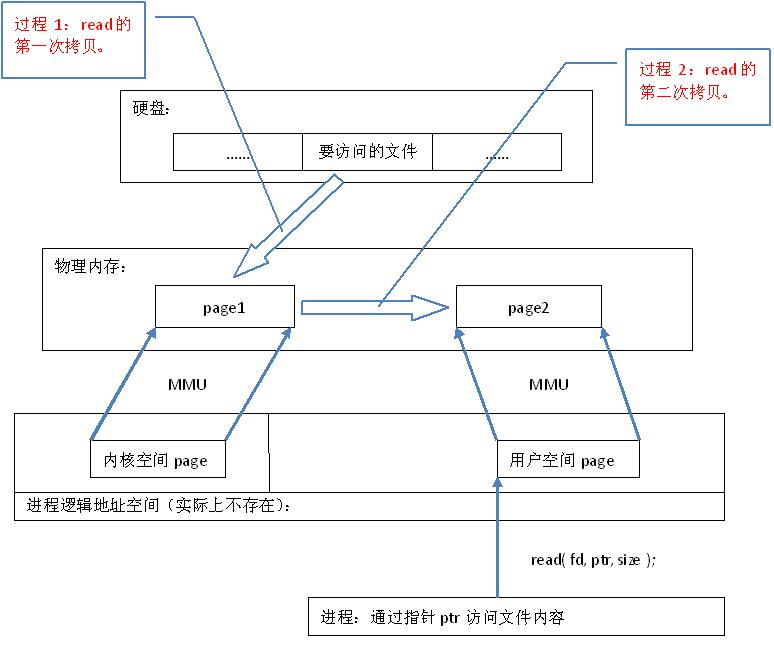 过程 1：read的
第一次拷贝。
过程 2：read 的
第二次拷贝。
硬盘：
…… 要访问的文件 ……
物理内存：
page1 page2
MMU MMU
内核空间 page 用户空间 page
进程逻辑地址空间（实际上不存在）：
read( fd, ptr, size );
进程：通过指针 ptr 访问文件内容